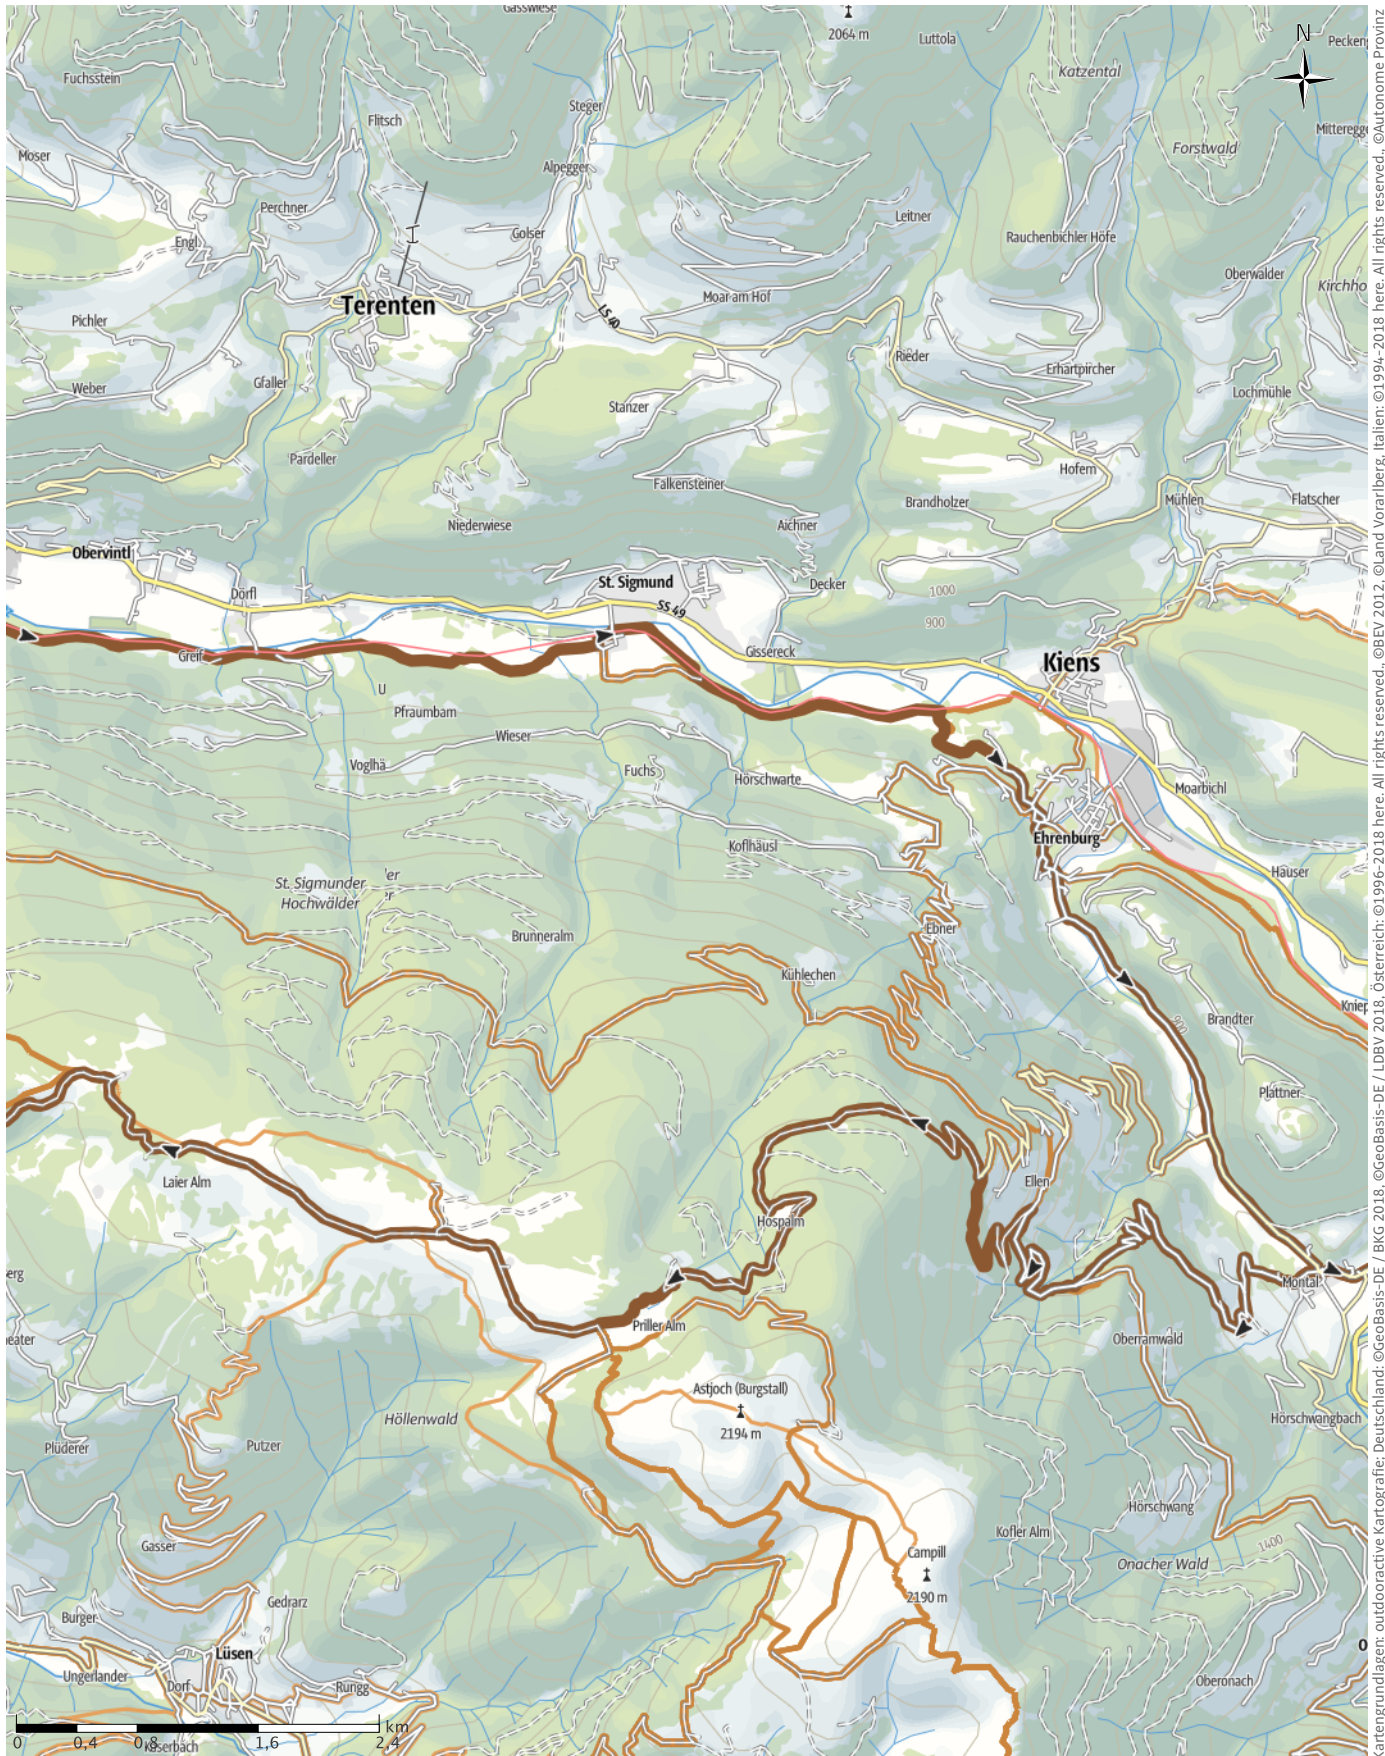 Gasswiese
2064 m
Luttola
N
Katzental
Fuchsstein
Steger
Flitsch
Forstwald
Moser
Alpegger
Perchner
Leitner
Engl
Golser
Rauchenbichler Höfe
Oberwalder
Kirchho
Terenten
Moar am Hof
LS 40
Pichler
Rieder
Erhartpircher
Weber
Gfaller
Lochmühle
Stanzer
Pardeller
Hofern
Falkensteiner
Brandholzer
Mühlen
Flatscher
Niederwiese
Aichner
Obervintl
St. Sigmund
Decker
Dörfl
1000
SS 49
900
Greif
Gissereck
Kiens
U
Pfraumbam
Wieser
Voglhä
Fuchs
Hörschwarte
Moarbichl
Koflhäusl
Ehrenburg
Häuser
St. Sigmunder
Hochwälder
Brunneralm
Ebner
Kühlechen
Kniep
Brandter
900
Plattner
Laier Alm
Ellen
Hospalm
erg
Montal
eater
Priller Alm
Oberramwald
Astjoch (Burgstall)
2194 m
Höllenwald
Hörschwangbach
Plüderer
Putzer
Hörschwang
Kofler Alm
Gasser
1400
Campill
Onacher Wald
2190 m
Gedrarz
Burger
Lüsen
Ungerlander
Dorf
Rungg
Oberonach
km
0
0,4
0,8
1,6
2,4
artengrundlagen: outdooractive Kartografie; Deutschland: ©GeoBasis-DE / BKG 2018, ©GeoBasis-DE / LDBV 2018, Österreich: ©1996-2018 here. All rights reserved., ©BEV 2012, ©Land Vorarlberg, Italien: ©1994-2018 here. All rights reserved., ©Autonome Provinz